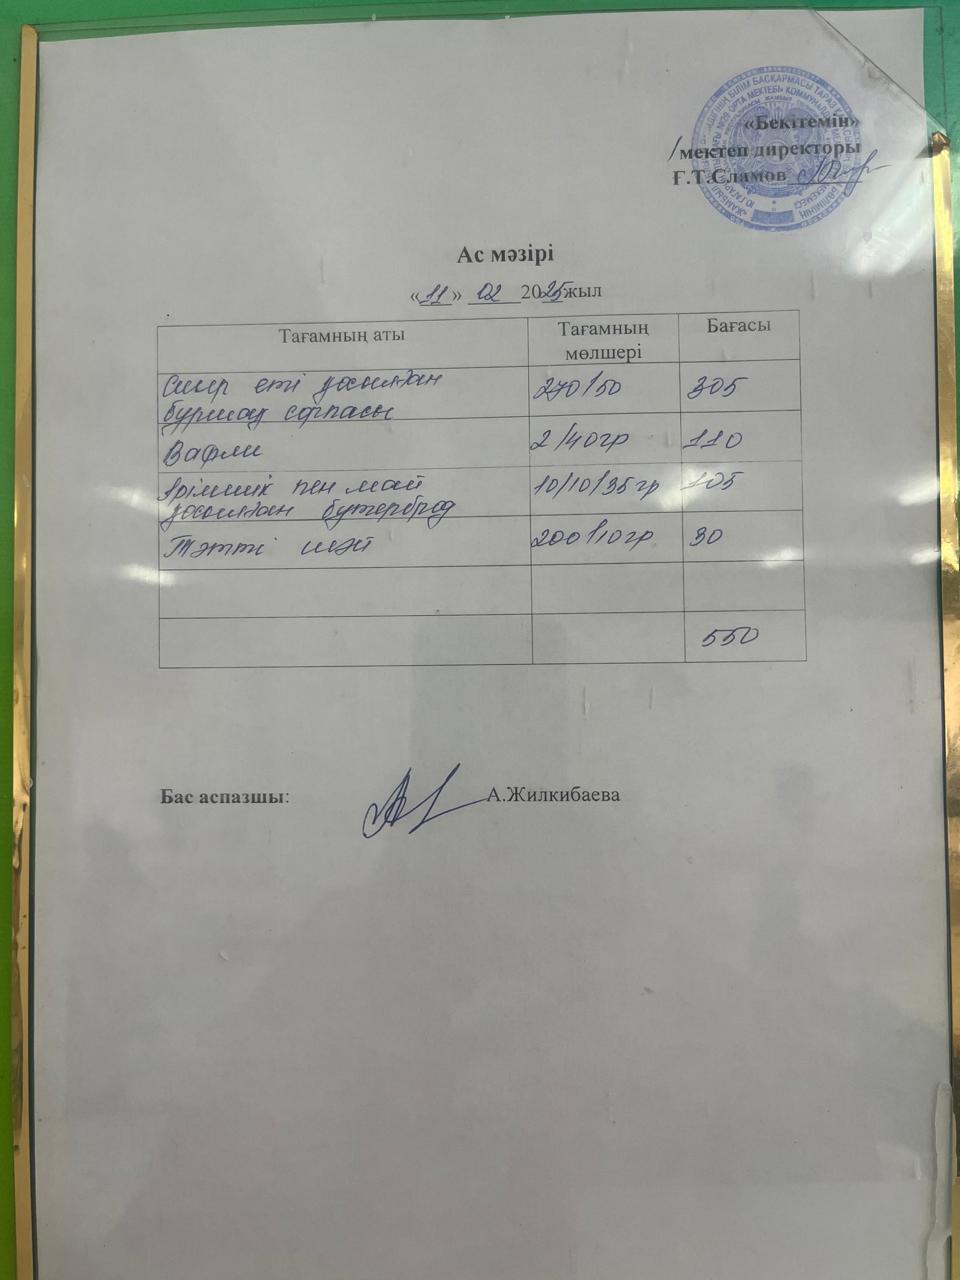 «Бекітемін»
мектеп директоры
Ғ.Т.Сламов
Ас мәзірі
«11» 02 2025 жыл
Тағамның аты Тағамның мөлшері Бағасы
Сиыр еті қосылған 270/50 305
бұршақ сорпасы
Вафли 2/40гр 110
Ірімшік пен май 10/10/35гр 105
қосылған бутерброд
Тәтті шәй 200/10гр 30
550
Бас аспазшы: А.Жилкибаева